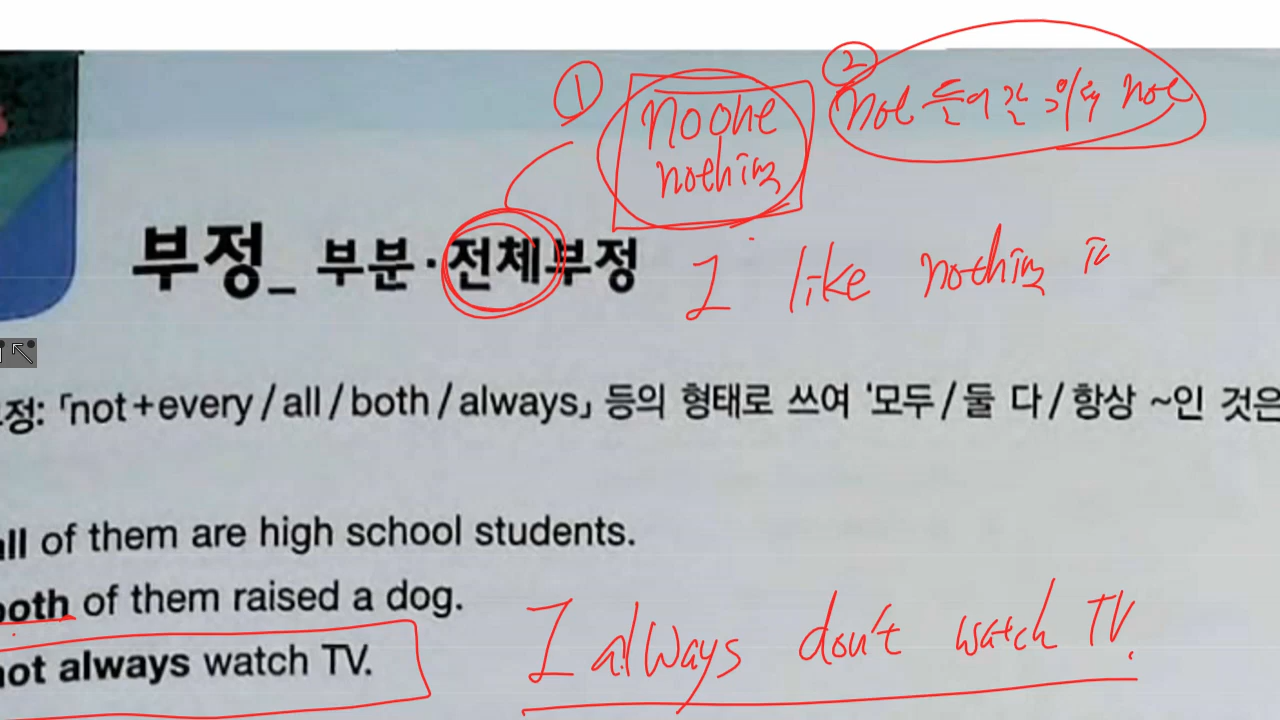 ① no one
nothing
② not 들어간 의미 not
부정_ 부분·전체부정
I like nothing
정: 「not+every/all/both/always」 등의 형태로 쓰여 '모두/둘 다/항상 ~인 것은
all of them are high school students.
both of them raised a dog.
not always watch TV.
I always don't watch TV.